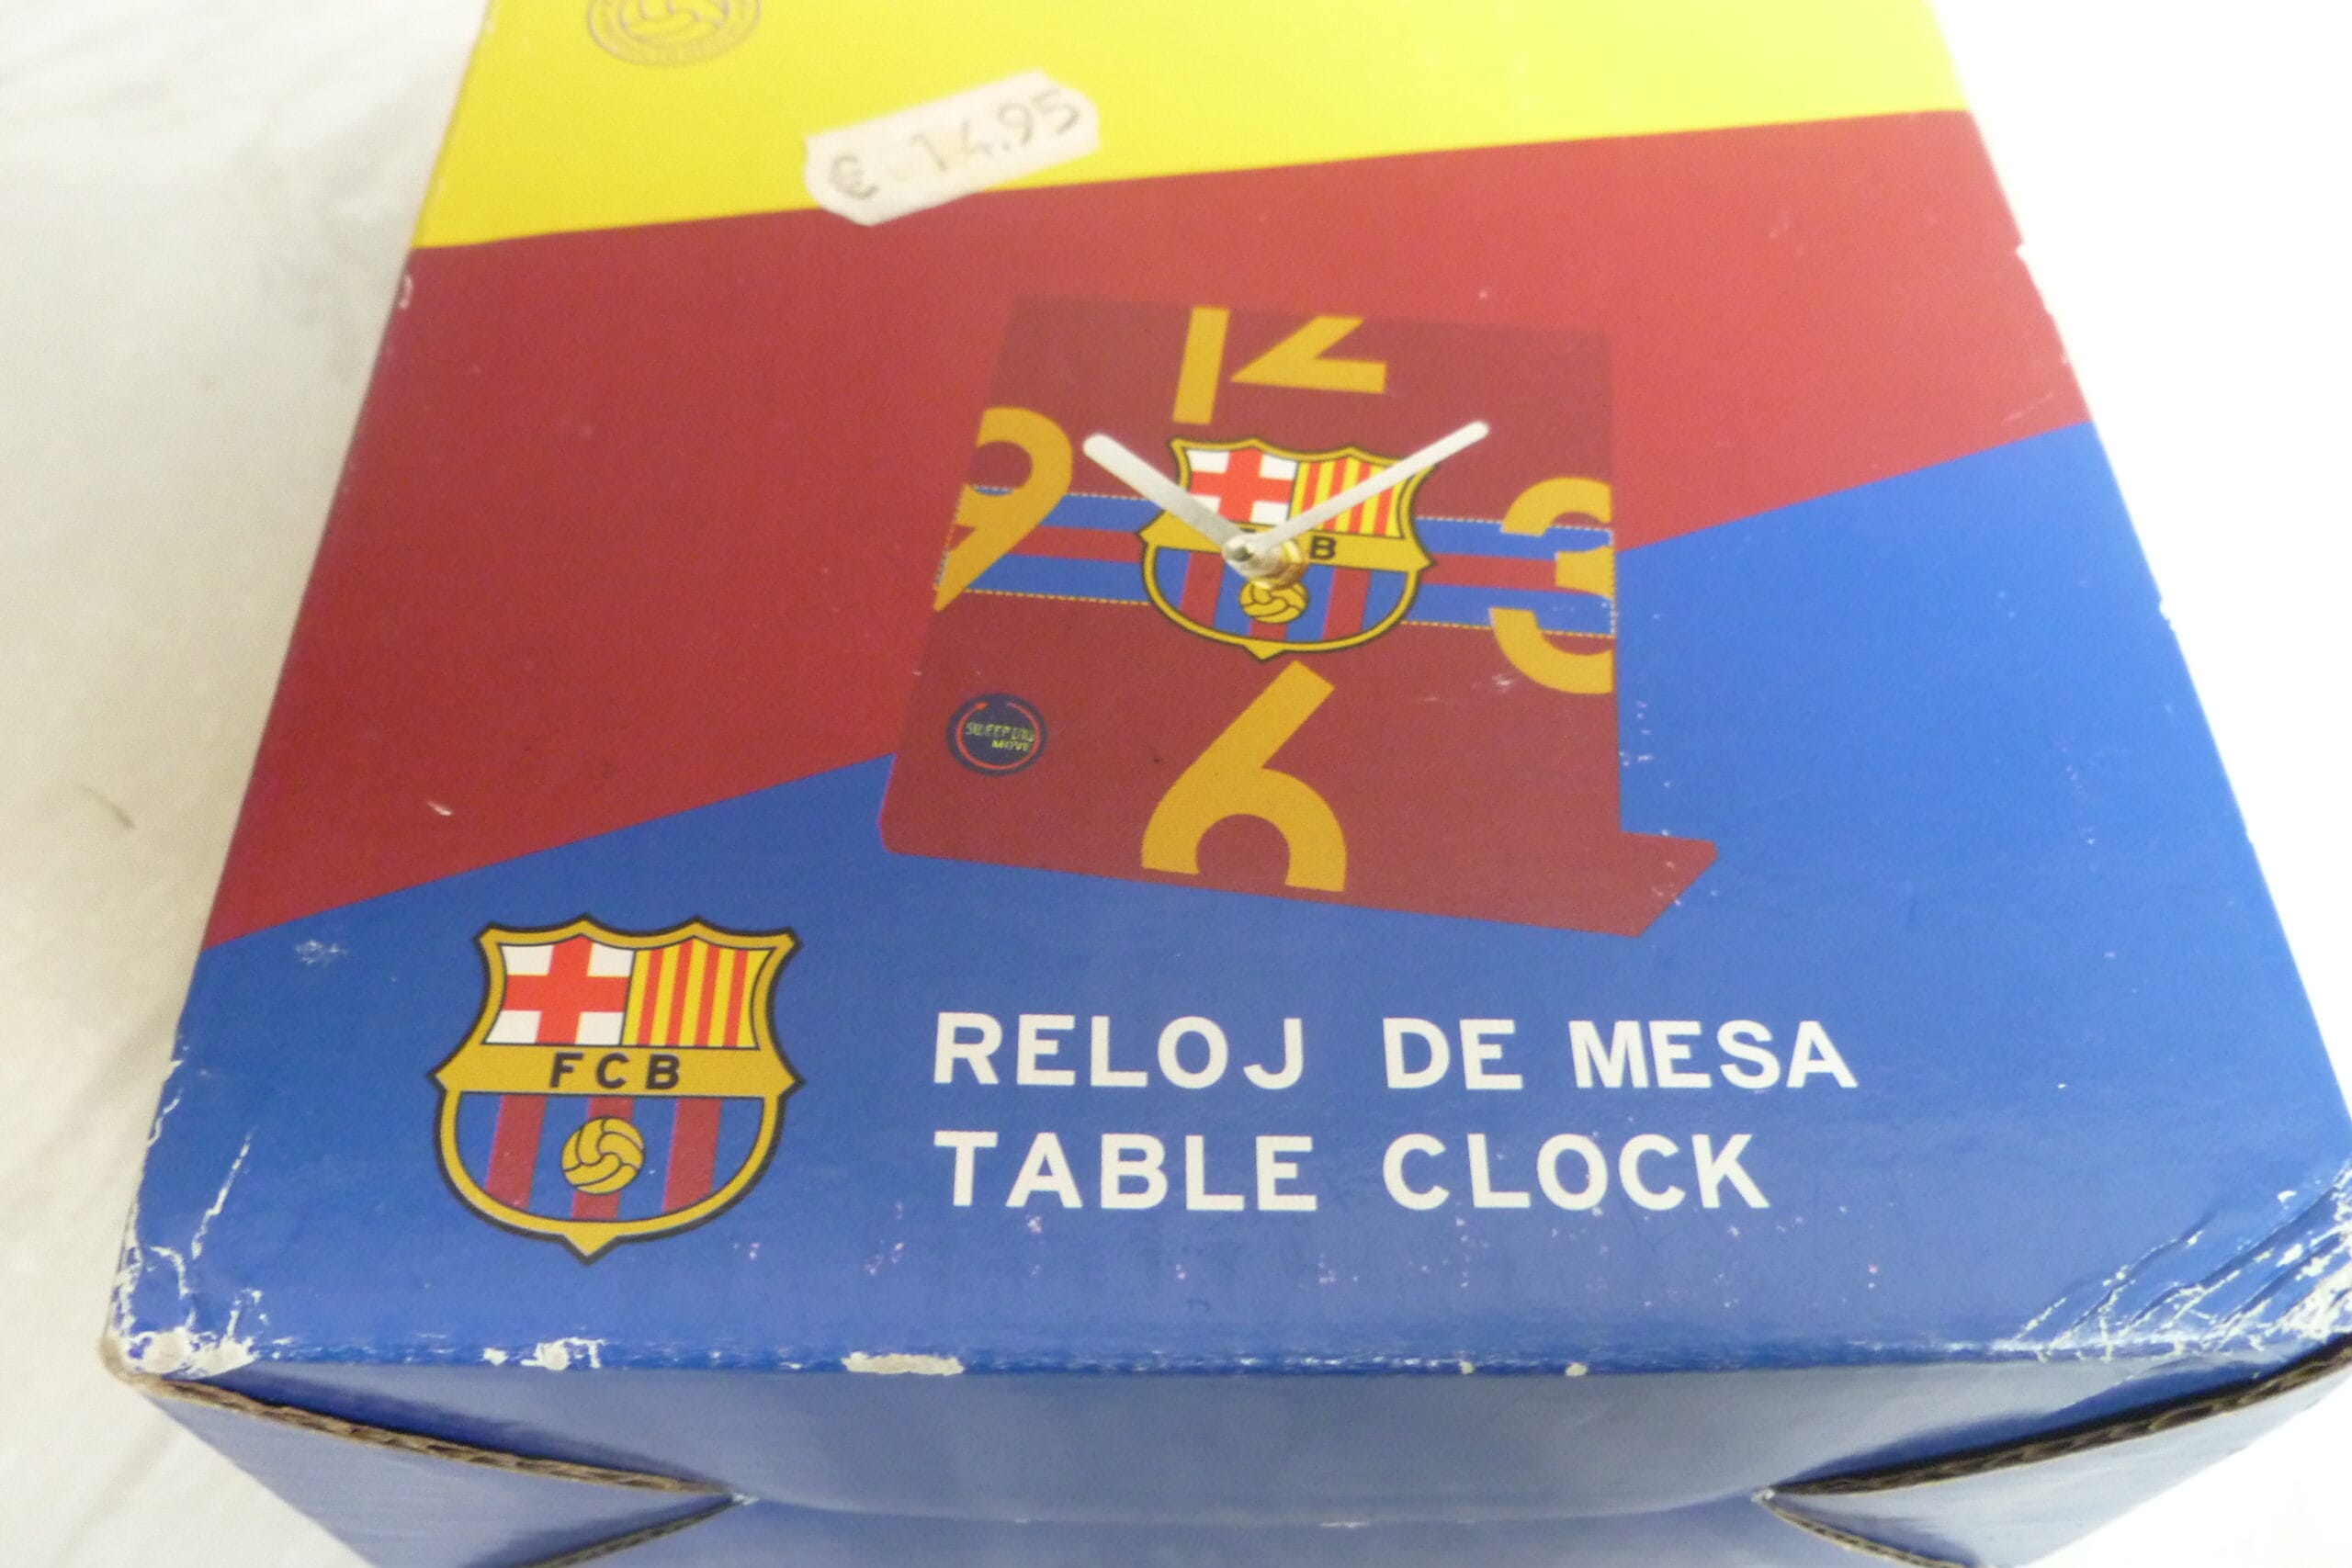 € 14.95
12
9
3
B
6
SWEEPING
MOVE
FCB
RELOJ DE MESA
TABLE CLOCK